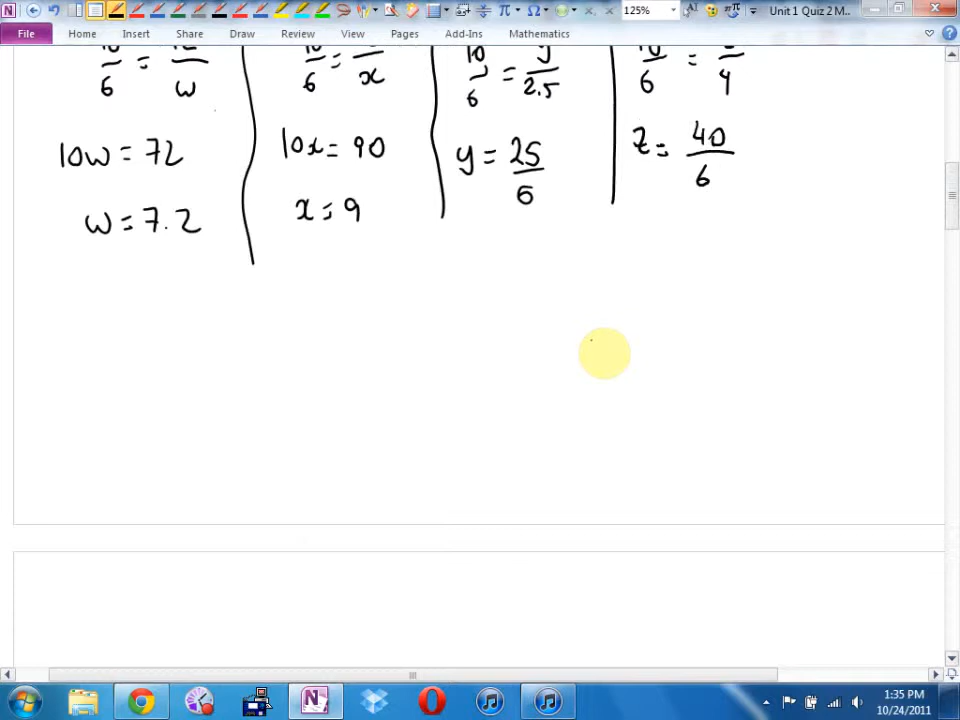 125%
Unit 1 Quiz 2 M..
File Home Insert Share Draw Review View Pages Add-Ins Mathematics
6 = w
6 = x
10 = y
6 2.5
6 = 4
10w = 72
10x = 90
y = 25
6
z = 40
6
w = 7.2
x = 9
1:35 PM
10/24/2011